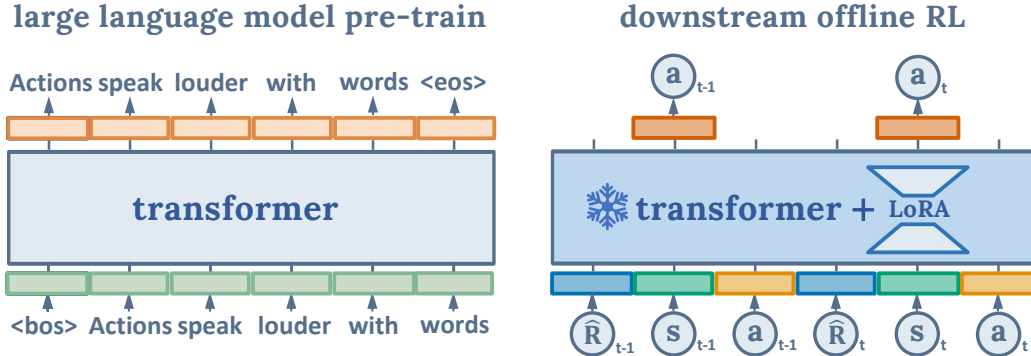 large language model pre-train
Actions speak louder with words <eos>
transformer
<bos> Actions speak louder with words
downstream offline RL
a t-1 a t
transformer + LoRA
R̂ t-1 s t-1 a t-1 R̂ t s t a t